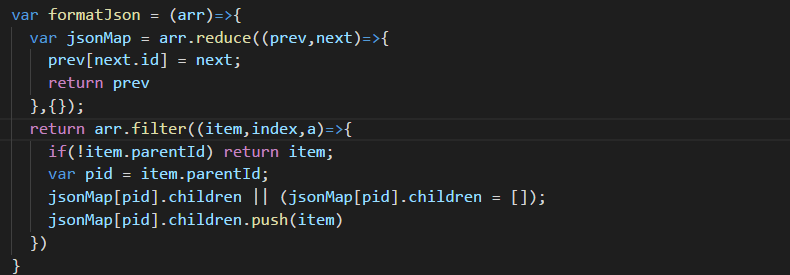 var formatJson = (arr)=>{
  var jsonMap = arr.reduce((prev,next)=>{
    prev[next.id] = next;
    return prev
  },{});
  return arr.filter((item,index,a)=>{
    if(!item.parentId) return item;
    var pid = item.parentId;
    jsonMap[pid].children || (jsonMap[pid].children = []);
    jsonMap[pid].children.push(item)
  })
}